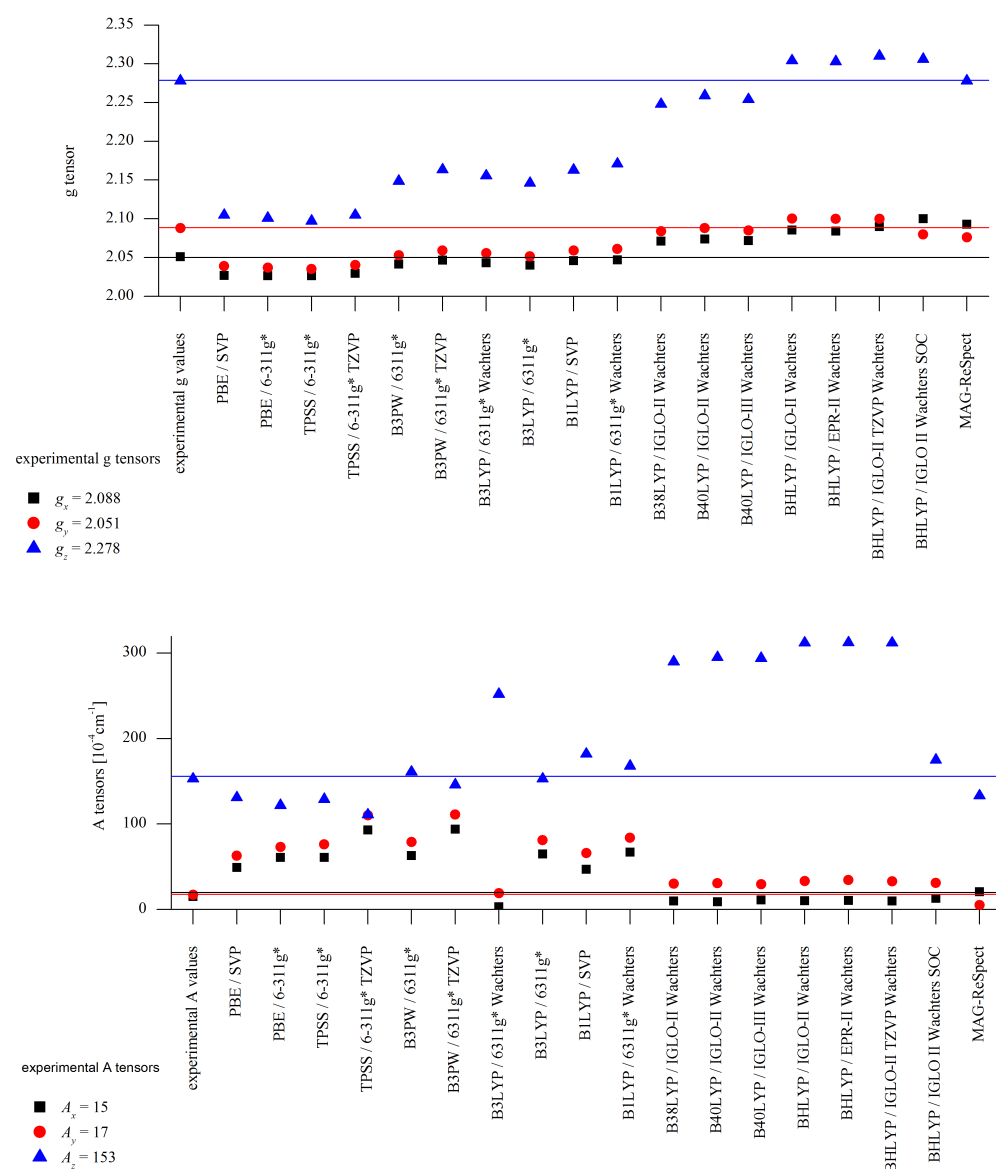 2.35
2.30
2.25
2.20
2.15
2.10
2.05
2.00
g tensor
experimental g values
PBE / SVP
PBE / 6-311g*
TPSS / 6-311g*
TPSS / 6-311g* TZVP
B3PW / 6311g*
B3PW / 6311g* TZVP
B3LYP / 6311g* Wachters
B3LYP / 6311g*
B1LYP / SVP
B1LYP / 6311g* Wachters
B38LYP / IGLO-II Wachters
B40LYP / IGLO-II Wachters
B40LYP / IGLO-III Wachters
BHLYP / IGLO-II Wachters
BHLYP / EPR-II Wachters
BHLYP / IGLO-II TZVP Wachters
BHLYP / IGLO II Wachters SOC
MAG-ReSpect
experimental g tensors
g_x = 2.088
g_y = 2.051
g_z = 2.278
300
200
100
0
A tensors [10^-4 cm^-1]
experimental A values
PBE / SVP
PBE / 6-311g*
TPSS / 6-311g*
TPSS / 6-311g* TZVP
B3PW / 6311g*
B3PW / 6311g* TZVP
B3LYP / 6311g* Wachters
B3LYP / 6311g*
B1LYP / SVP
B1LYP / 6311g* Wachters
B38LYP / IGLO-II Wachters
B40LYP / IGLO-II Wachters
B40LYP / IGLO-III Wachters
BHLYP / IGLO-II Wachters
BHLYP / EPR-II Wachters
BHLYP / IGLO-II TZVP Wachters
BHLYP / IGLO II Wachters SOC
MAG-ReSpect
experimental A tensors
A_x = 15
A_y = 17
A_z = 153